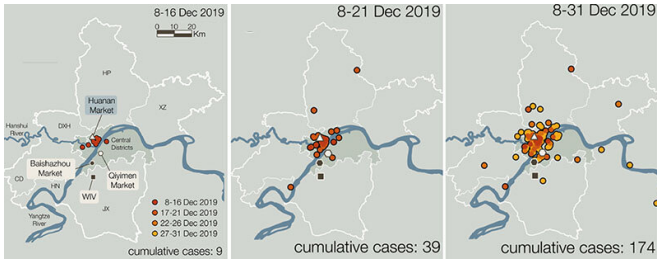 8-16 Dec 2019
0 10 20
Km
HP
Huanan
Market
XZ
Hanshui
River
DXH
Central
Districts
Baishazhou
Market
Qiyimen
Market
CD
HN
WIV
JX
Yangtze
River
8-16 Dec 2019
17-21 Dec 2019
22-26 Dec 2019
27-31 Dec 2019
cumulative cases: 9
8-21 Dec 2019
cumulative cases: 39
8-31 Dec 2019
cumulative cases: 174